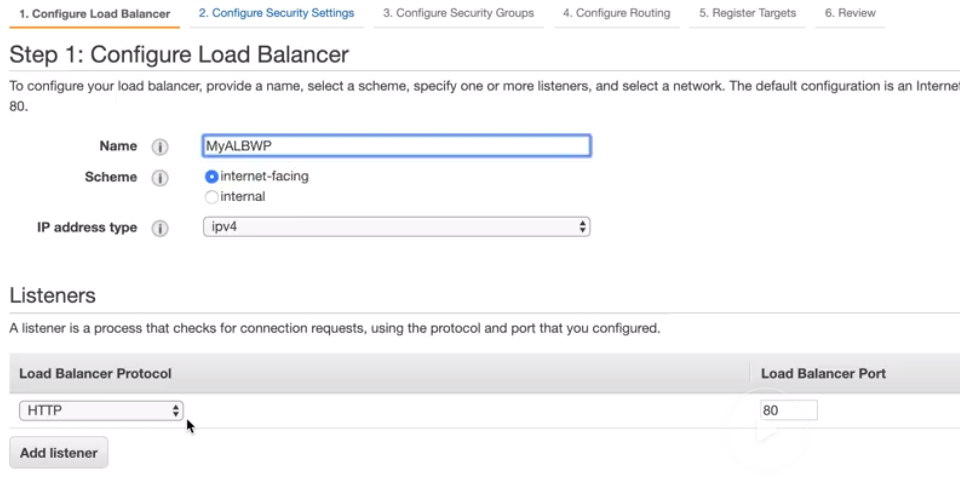 1. Configure Load Balancer 2. Configure Security Settings 3. Configure Security Groups 4. Configure Routing 5. Register Targets 6. Review
Step 1: Configure Load Balancer
To configure your load balancer, provide a name, select a scheme, specify one or more listeners, and select a network. The default configuration is an Internet
80.
Name i MyALBWP
Scheme i internet-facing
internal
IP address type i ipv4
Listeners
A listener is a process that checks for connection requests, using the protocol and port that you configured.
Load Balancer Protocol Load Balancer Port
HTTP 80
Add listener